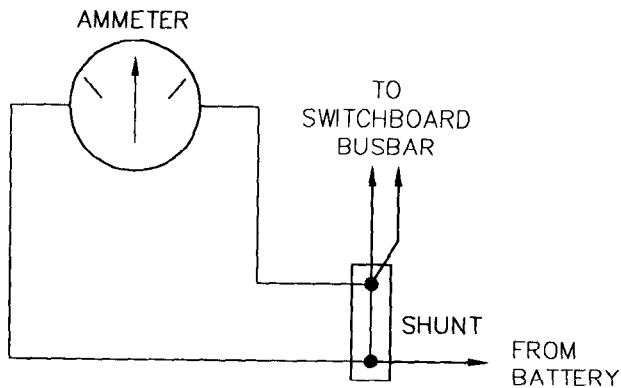 AMMETER
TO
SWITCHBOARD
BUSBAR
SHUNT
FROM
BATTERY